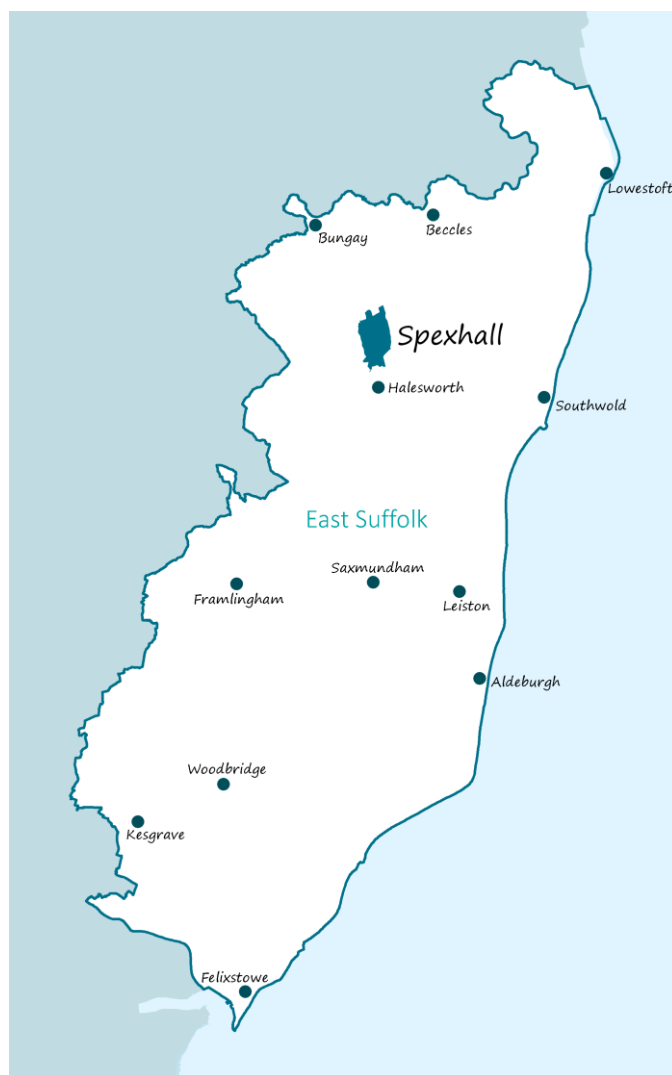 Lowestoft
Beccles
Bungay
Spexhall
Halesworth
Southwold
East Suffolk
Saxmundham
Framlingham
Leiston
Aldeburgh
Woodbridge
Kesgrave
Felixstowe